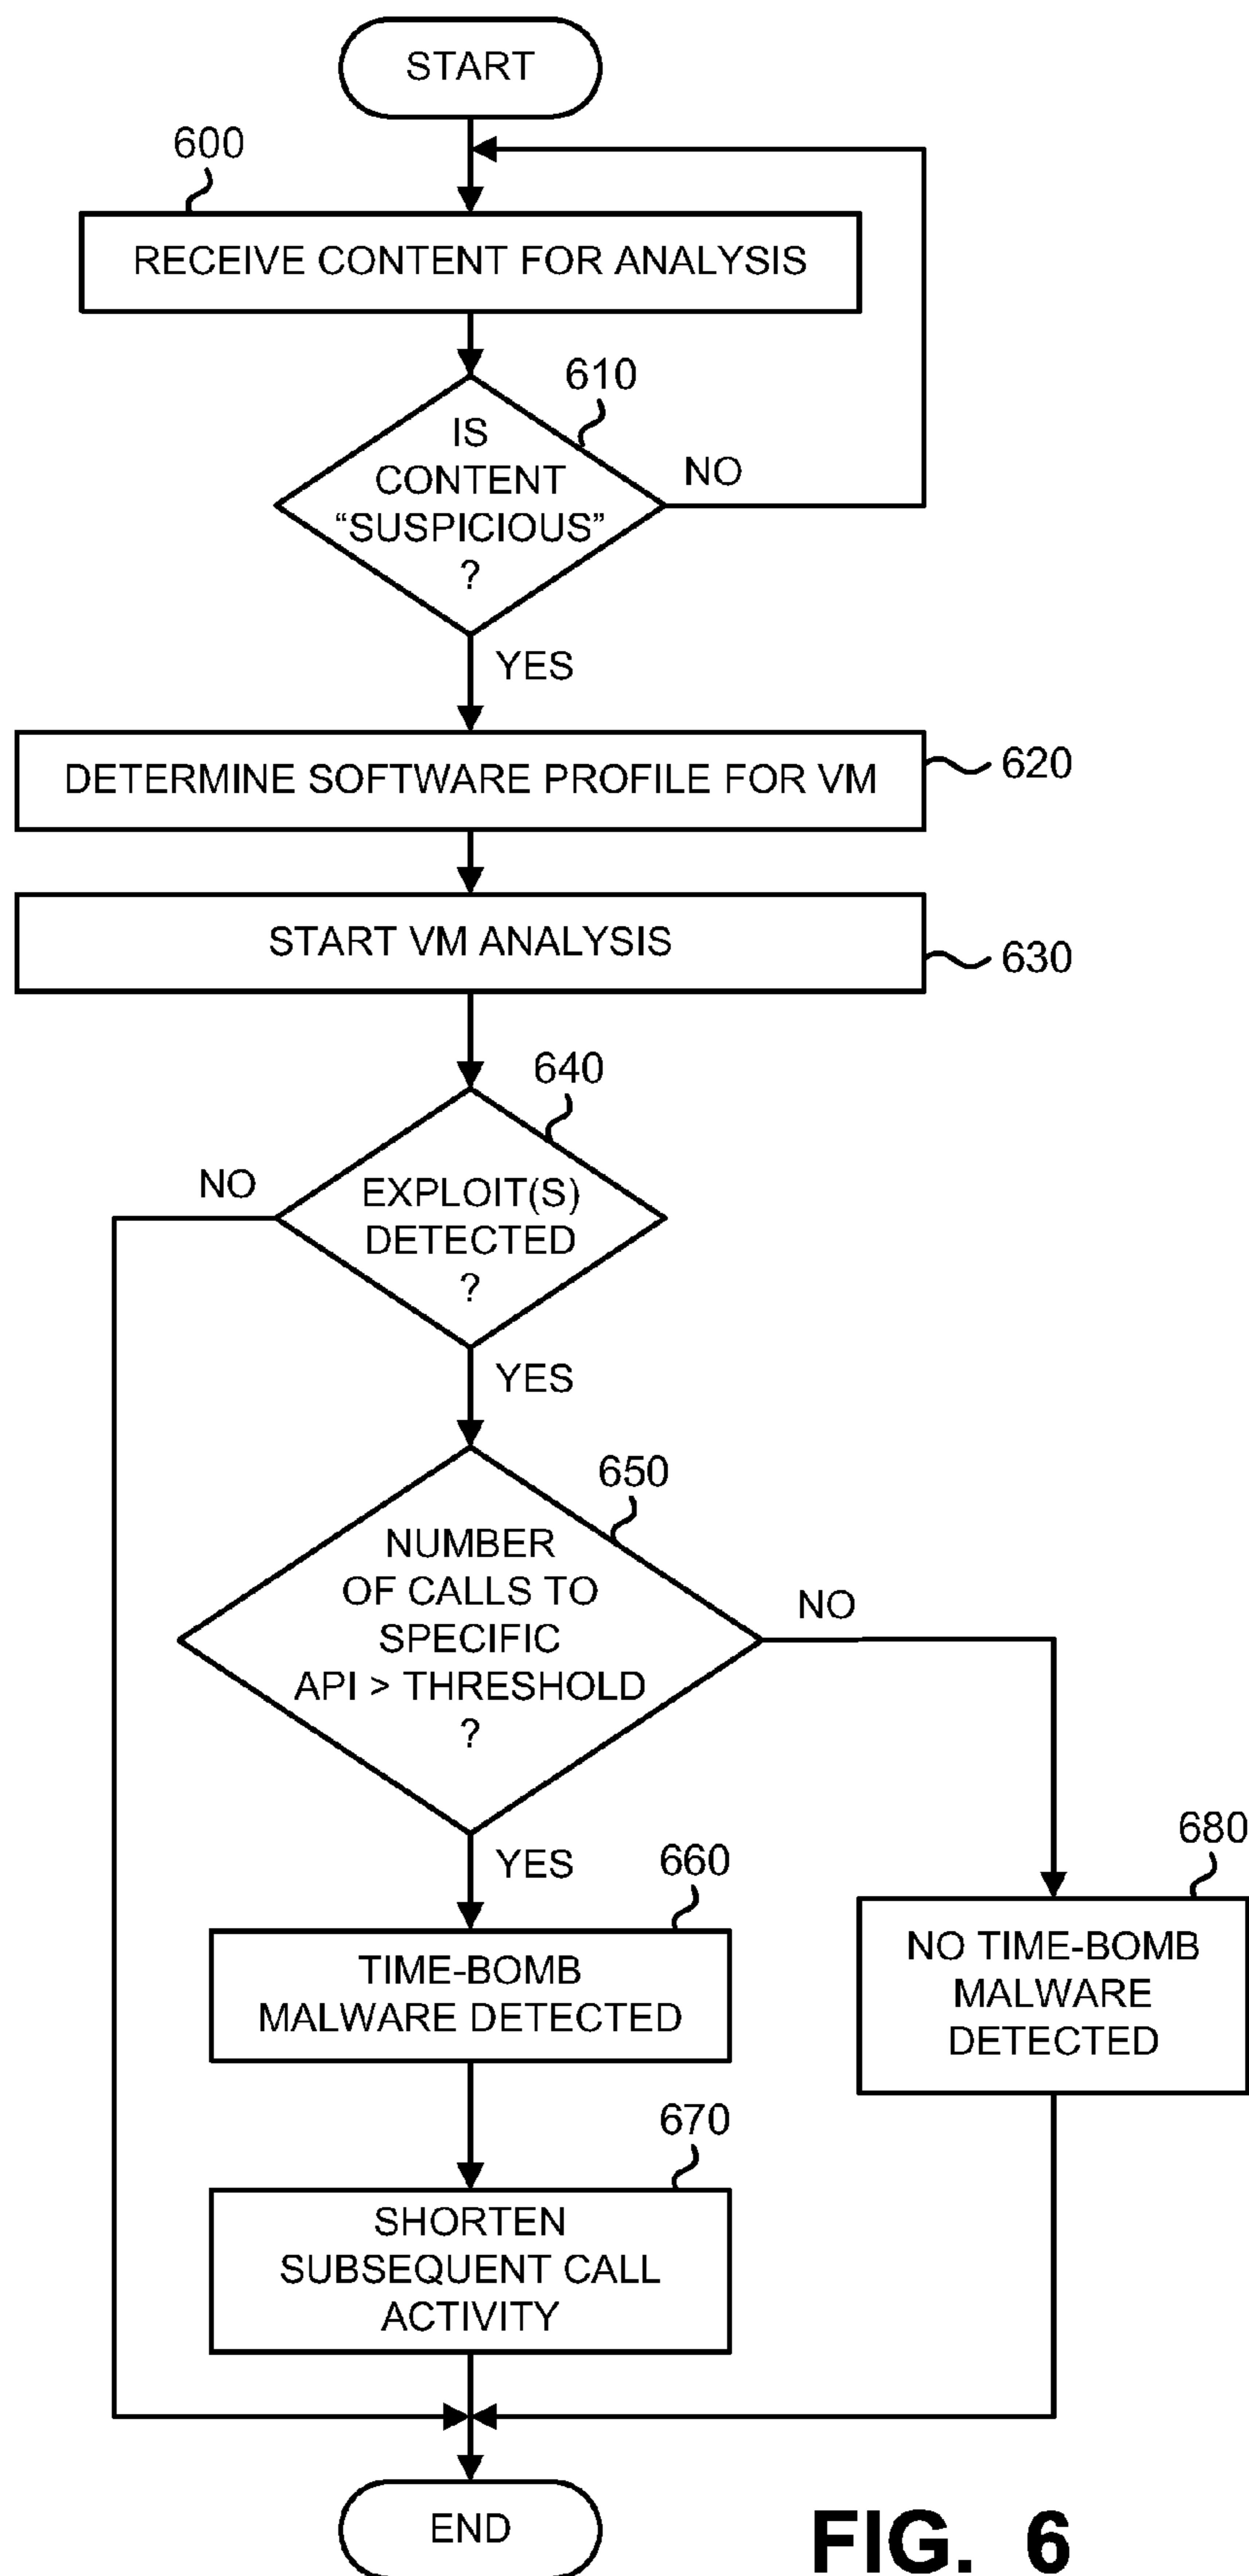 START
600
RECEIVE CONTENT FOR ANALYSIS
610
IS
CONTENT
“SUSPICIOUS”
?
NO
YES
DETERMINE SOFTWARE PROFILE FOR VM
620
START VM ANALYSIS
630
640
NO
EXPLOIT(S)
DETECTED
?
YES
650
NUMBER
OF CALLS TO
SPECIFIC
API > THRESHOLD
?
NO
YES
660
TIME-BOMB
MALWARE DETECTED
680
NO TIME-BOMB
MALWARE
DETECTED
670
SHORTEN
SUBSEQUENT CALL
ACTIVITY
END
FIG. 6